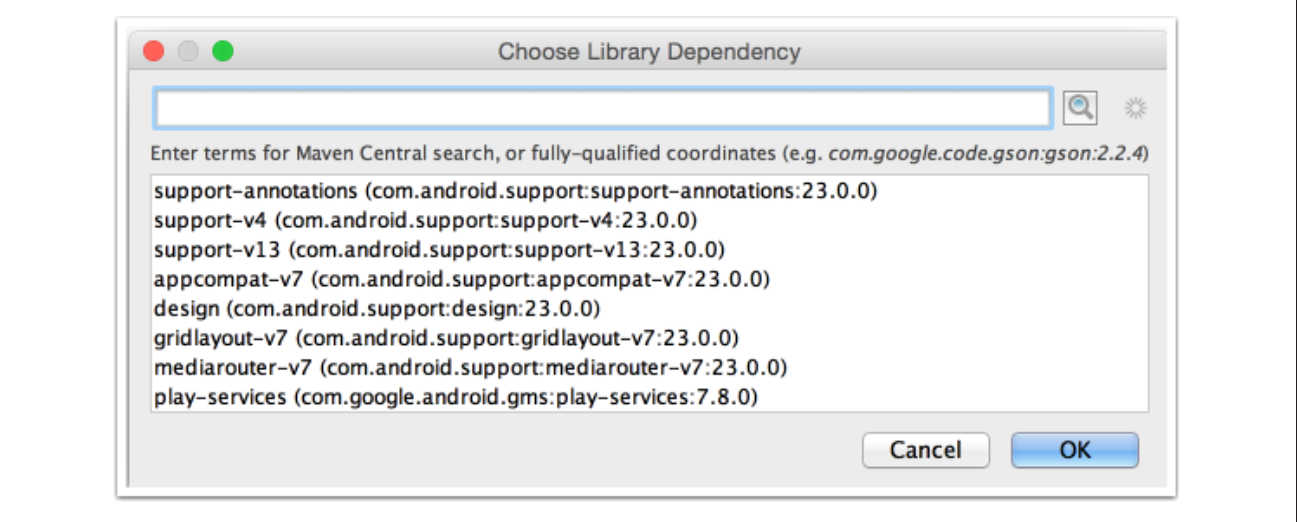 Choose Library Dependency
Enter terms for Maven Central search, or fully-qualified coordinates (e.g. com.google.code.gson:gson:2.2.4)
support-annotations (com.android.support:support-annotations:23.0.0)
support-v4 (com.android.support:support-v4:23.0.0)
support-v13 (com.android.support:support-v13:23.0.0)
appcompat-v7 (com.android.support:appcompat-v7:23.0.0)
design (com.android.support:design:23.0.0)
gridlayout-v7 (com.android.support:gridlayout-v7:23.0.0)
mediarouter-v7 (com.android.support:mediarouter-v7:23.0.0)
play-services (com.google.android.gms:play-services:7.8.0)
Cancel OK